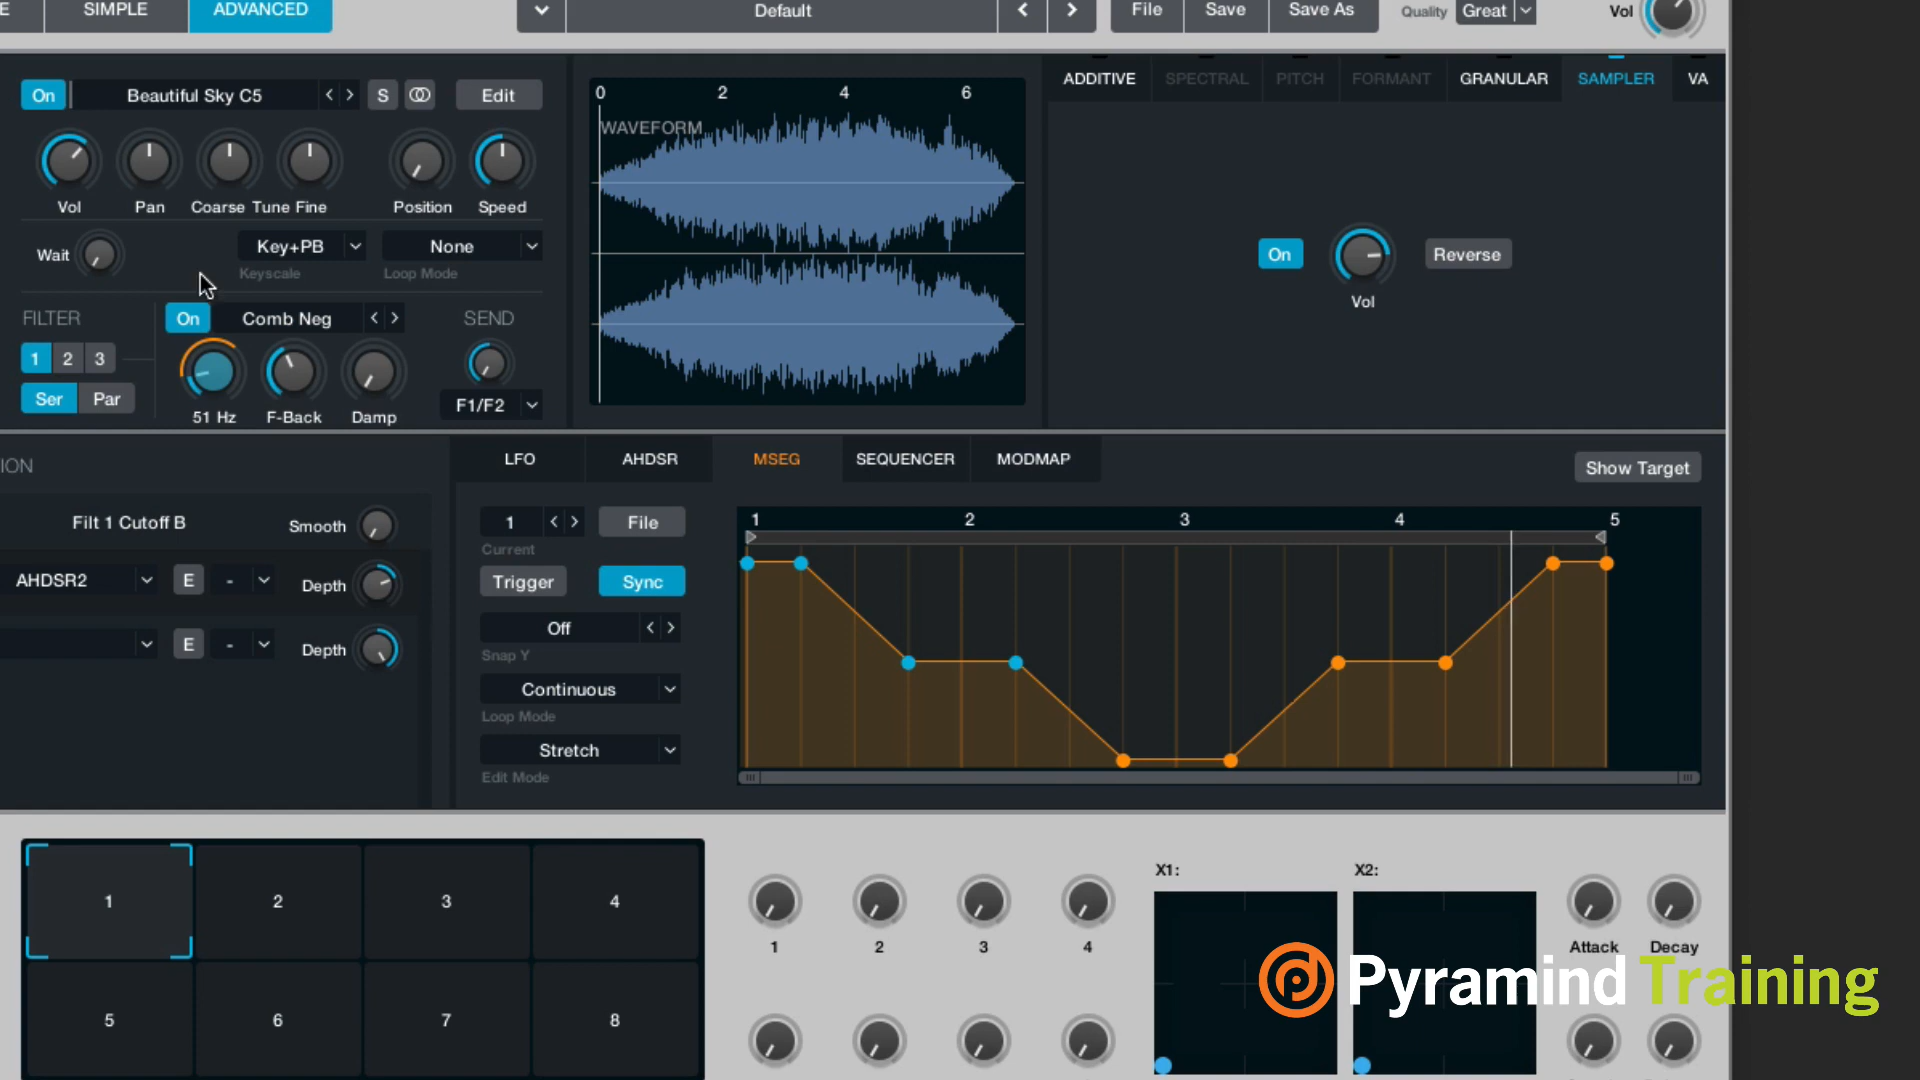 E SIMPLE ADVANCED Default File Save Save As Quality Great Vol
On Beautiful Sky C5 S Edit
0 2 4 6
WAVEFORM
ADDITIVE SPECTRAL PITCH FORMANT GRANULAR SAMPLER VA
Vol Pan Coarse Tune Fine Position Speed
Wait Key+PB None
Keyscale Loop Mode
On Vol Reverse
FILTER On Comb Neg SEND
1 2 3
Ser Par F1/F2
51 Hz F-Back Damp
ION LFO AHDSR MSEG SEQUENCER MODMAP Show Target
Filt 1 Cutoff B Smooth
AHDSR2 E - Depth
E - Depth
1 File
Current
Trigger Sync
Off
Snap Y
Continuous
Loop Mode
Stretch
Edit Mode
1 2 3 4 5
1 2 3 4
5 6 7 8
1 2 3 4
X1: X2:
Attack Decay
Pyramind Training